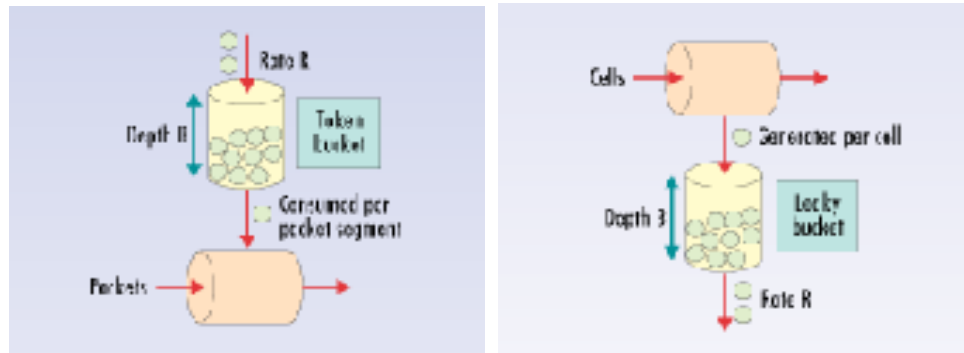 Rate R
Depth B
Token
bucket
Consumed per
packet segment
Packets
Cells
Generated per cell
Depth B
Leaky
bucket
Rate R